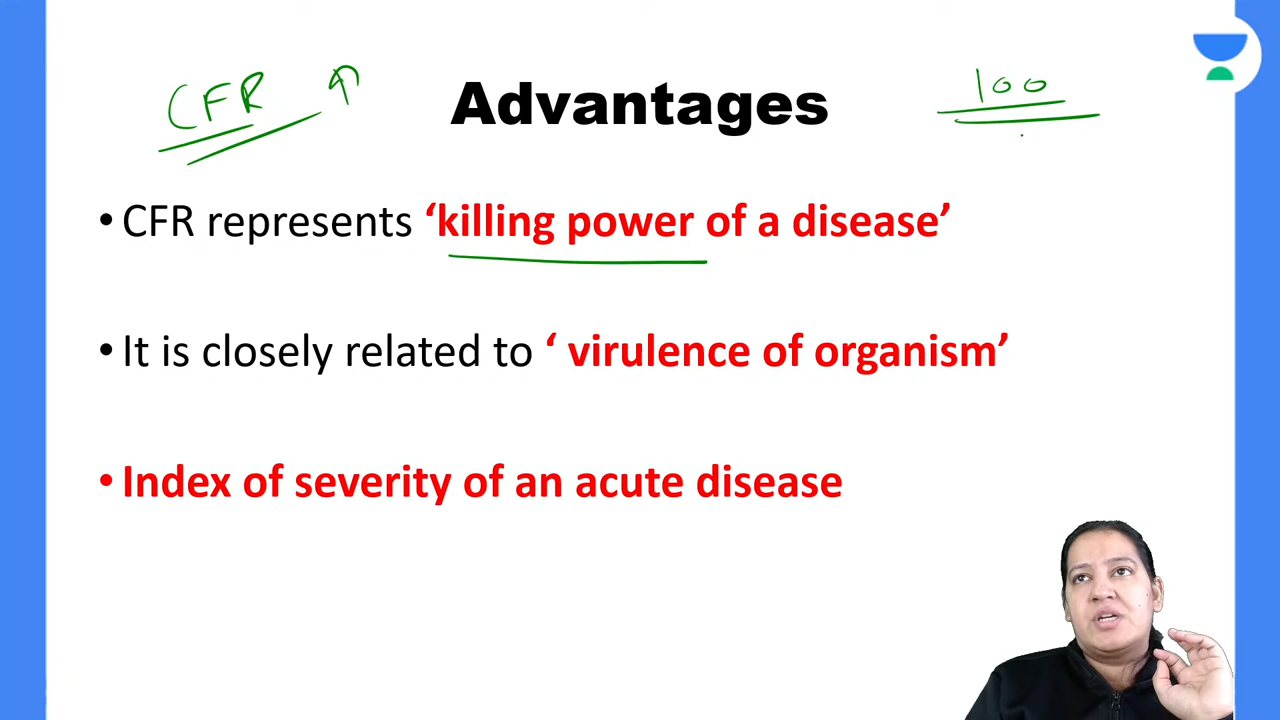 CFR ↑
Advantages
100
• CFR represents ‘killing power of a disease’
• It is closely related to ‘ virulence of organism’
• Index of severity of an acute disease